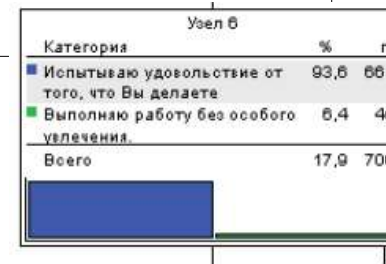 Узел 6
Категория % n
Испытываю удовольствие от 93,6 66
того, что Вы делаете
Выполняю работу без особого 6,4 4
увлечения.
Всего 17,9 70